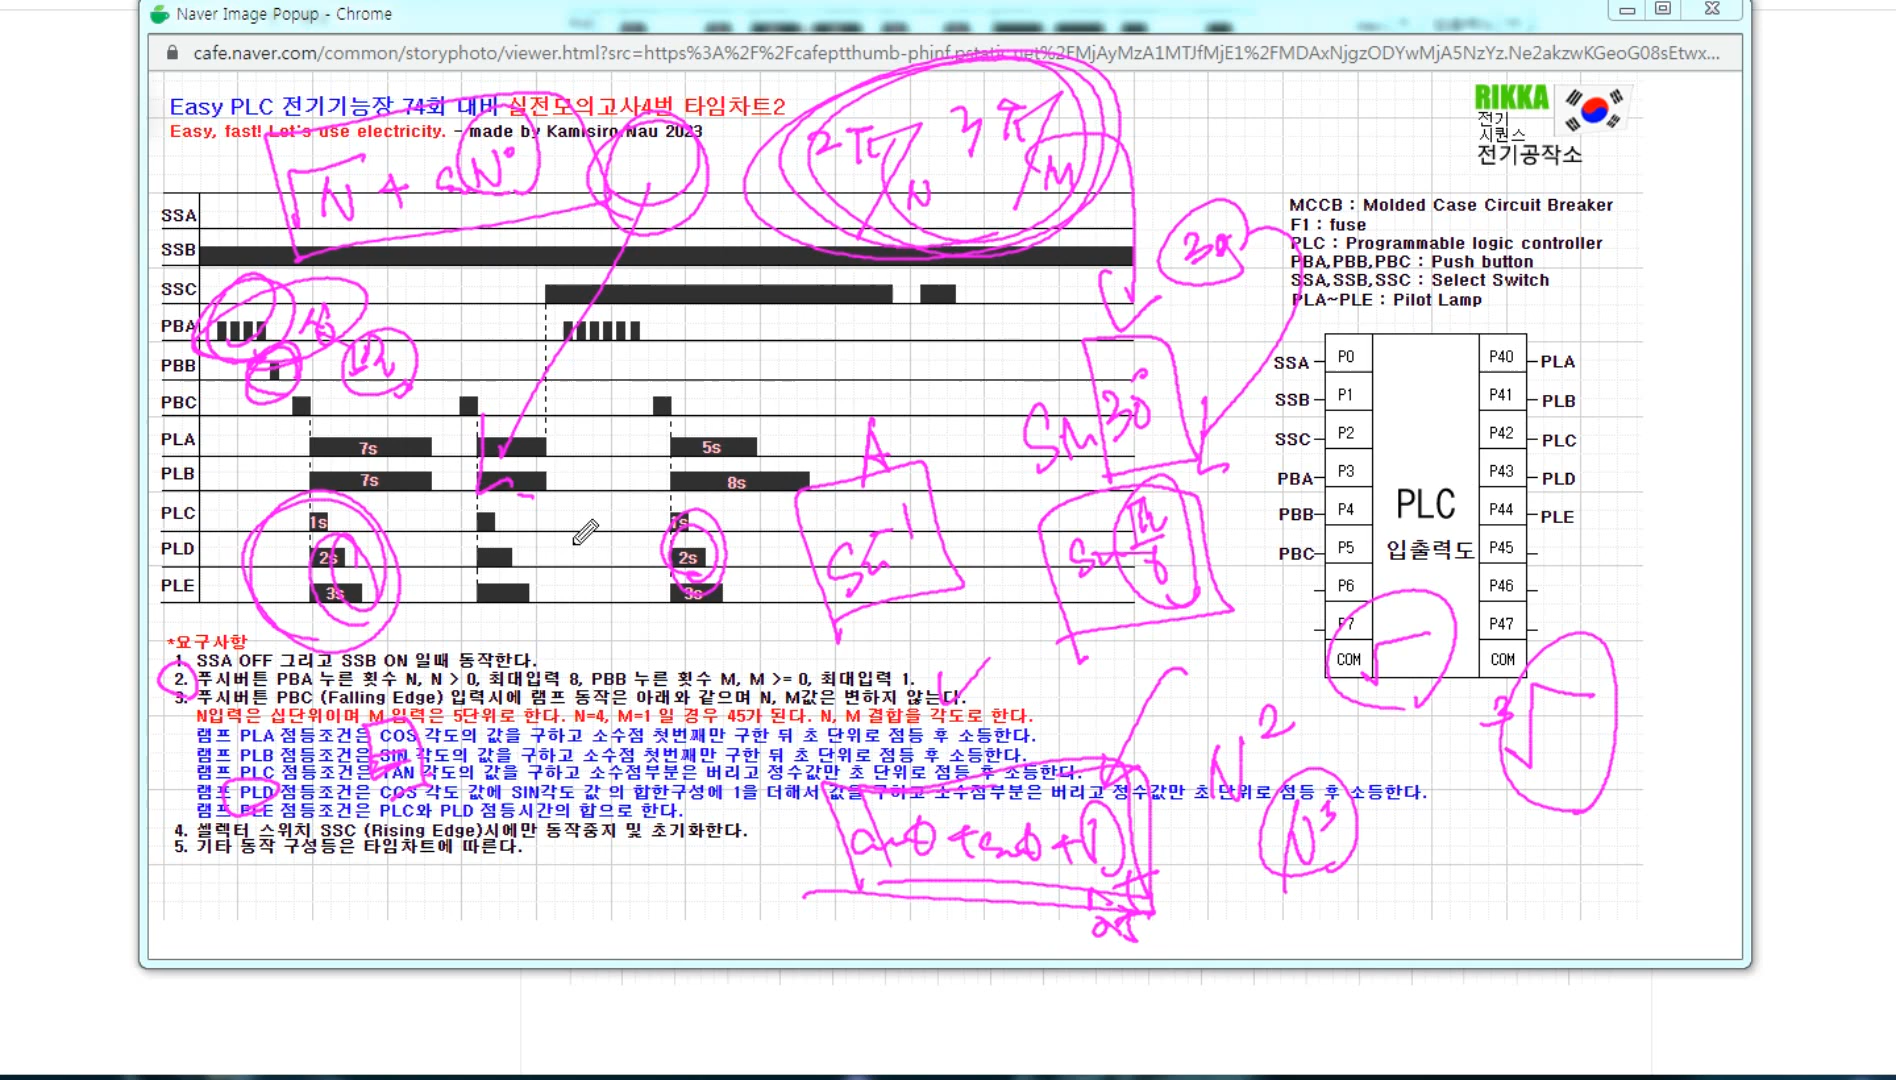 Naver Image Popup - Chrome
cafe.naver.com/common/storyphoto/viewer.html?src=https%3A%2F%2Fcafeptthumb-phinf.pstatic.net%2FMjAyMzA1MTJfMjE1%2FMDAxNjgzODYwMjA5NzYz.Ne2akzwKGeoG08sEtwx...
Easy PLC 전기기능장 74회 대비 실전모의고사4번 타임차트2
Easy, fast! Let's use electricity. - made by Kamisiro Nau 2023
RIKKA
전기
시퀀스
전기공작소
N + N°
2π/N 3π/M
SSA
SSB
SSC
PBA
PBB
PBC
PLA 7s 5s
PLB 7s 8s
PLC 1s 1s
PLD 2s 2s
PLE 3s 3s
MCCB : Molded Case Circuit Breaker
F1 : fuse
PLC : Programmable logic controller
PBA,PBB,PBC : Push button
SSA,SSB,SSC : Select Switch
PLA~PLE : Pilot Lamp
SSA P0 P40 PLA
SSB P1 P41 PLB
SSC P2 P42 PLC
PBA P3 P43 PLD
PBB P4 P44 PLE
PBC P5 P45
P6 P46
P7 P47
COM COM
PLC
입출력도
Sin 30°
A
Sin⁻¹
*요구사항
1. SSA OFF 그리고 SSB ON 일때 동작한다.
2. 푸시버튼 PBA 누른 횟수 N, N > 0, 최대입력 8, PBB 누른 횟수 M, M >= 0, 최대입력 1.
3. 푸시버튼 PBC (Falling Edge) 입력시에 램프 동작은 아래와 같으며 N, M값은 변하지 않는다.
N입력은 십단위이며 M 입력은 5단위로 한다. N=4, M=1 일 경우 45가 된다. N, M 결합을 각도로 한다.
램프 PLA 점등조건은 COS 각도의 값을 구하고 소수점 첫번째만 구한 뒤 초 단위로 점등 후 소등한다.
램프 PLB 점등조건은 SIN 각도의 값을 구하고 소수점 첫번째만 구한 뒤 초 단위로 점등 후 소등한다.
램프 PLC 점등조건은 TAN 각도의 값을 구하고 소수점부분은 버리고 정수값만 초 단위로 점등 후 소등한다.
램프 PLD 점등조건은 COS 각도 값에 SIN각도 값 의 합한구성에 1을 더해서 값을 구하고 소수점부분은 버리고 정수값만 초 단위로 점등 후 소등한다.
램프 PLE 점등조건은 PLC와 PLD 점등시간의 합으로 한다.
4. 셀렉터 스위치 SSC (Rising Edge)시에만 동작중지 및 초기화한다.
5. 기타 동작 구성등은 타임차트에 따른다.
N²
N³